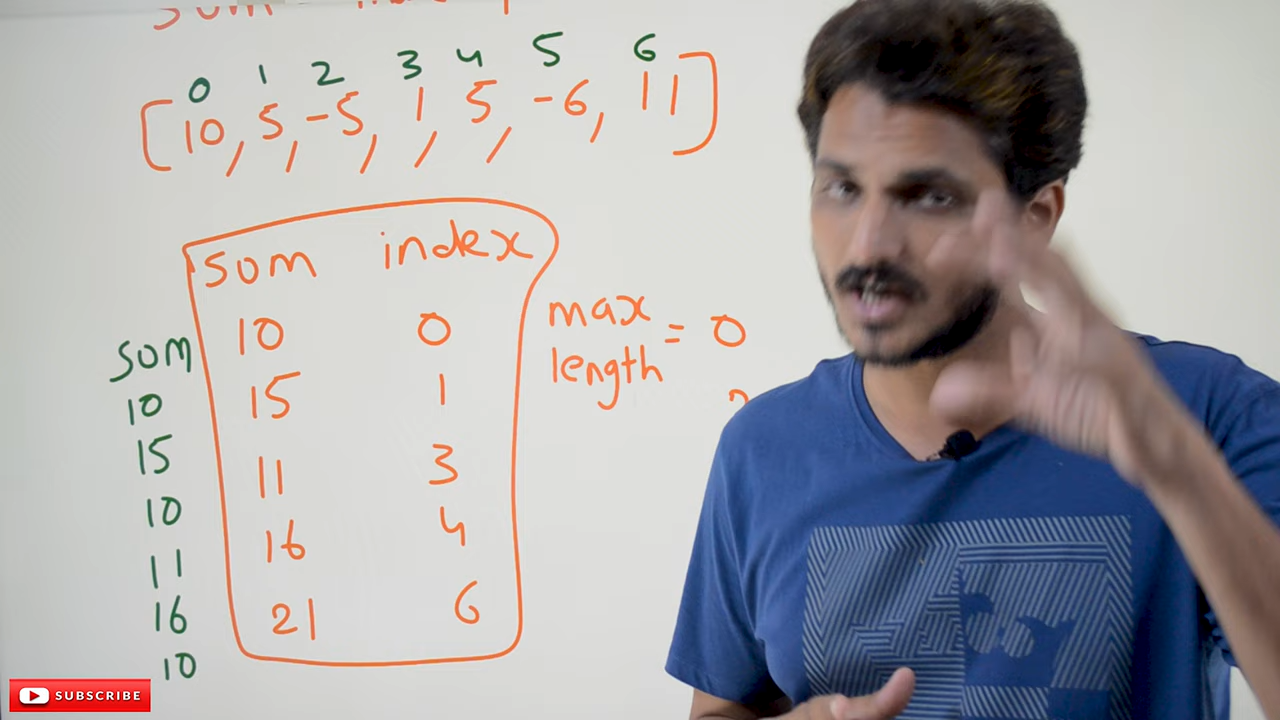 0 1 2 3 4 5 6
[10, 5, -5, 1, 5, -6, 11]
sum index
10 0
15 1
11 3
16 4
21 6
max length = 0
sum
10
15
10
11
16
10
SUBSCRIBE